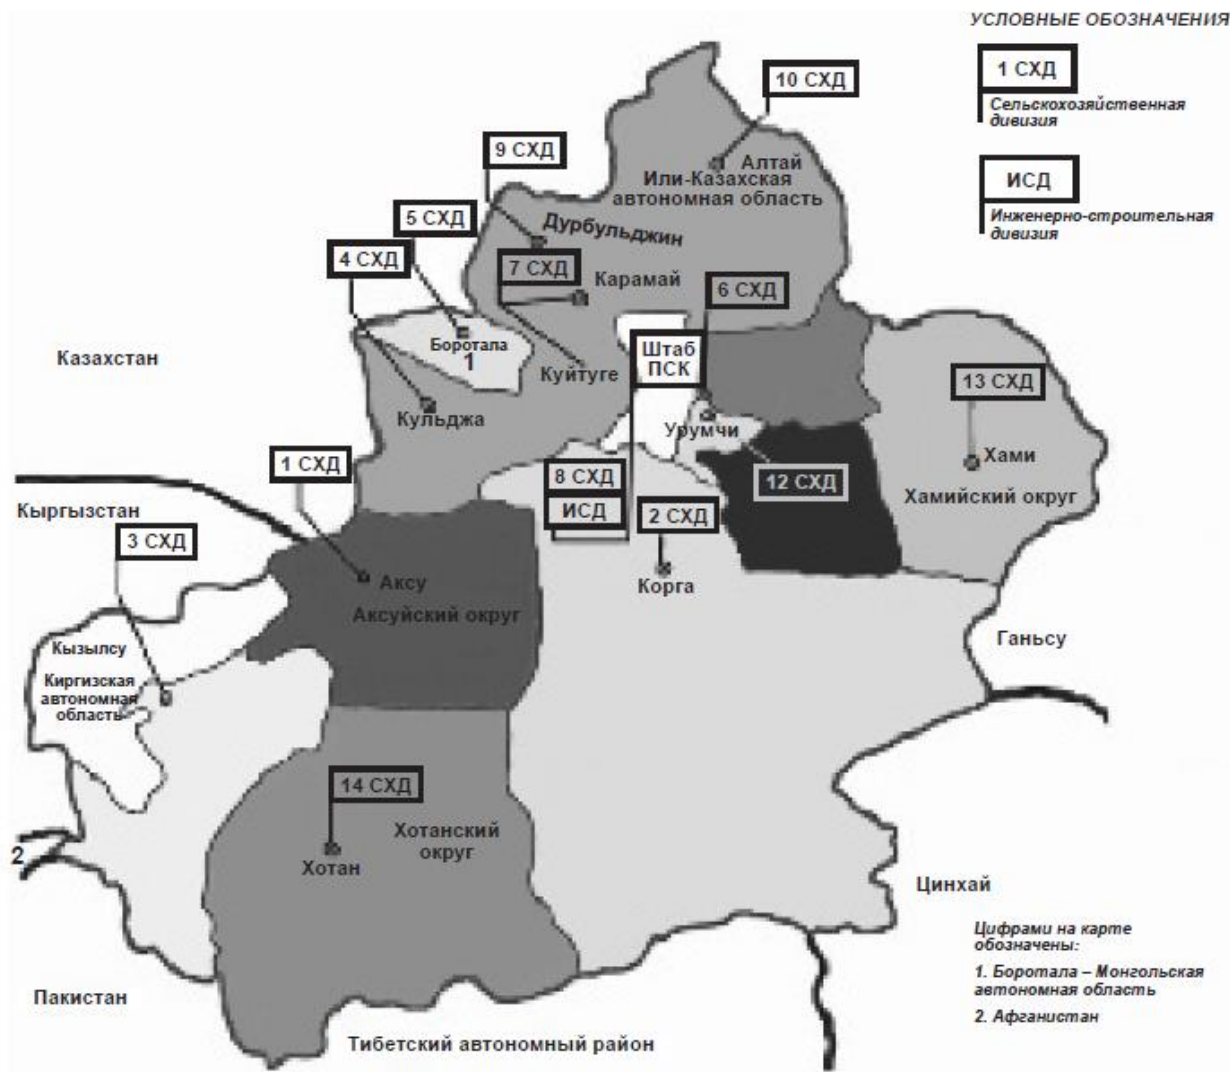 УСЛОВНЫЕ ОБОЗНАЧЕНИЯ
1 СХД
Сельскохозяйственная
дивизия
ИСД
Инженерно-строительная
дивизия
10 СХД
Алтай
Или-Казахская
автономная область
9 СХД
Дурбульджин
5 СХД
4 СХД
7 СХД
Карамай
6 СХД
Боротала
1
Куйтуге
Штаб
ПСК
Казахстан
Кульджа
Урумчи
13 СХД
Хами
Хамийский округ
1 СХД
8 СХД
ИСД
12 СХД
2 СХД
Корга
Кыргызстан
3 СХД
Аксу
Аксуйский округ
Кызылсу
Киргизская
автономная
область
Ганьсу
14 СХД
Хотанский
округ
Хотан
2
Цинхай
Пакистан
Тибетский автономный район
Цифрами на карте
обозначены:
1. Боротала – Монгольская
автономная область
2. Афганистан